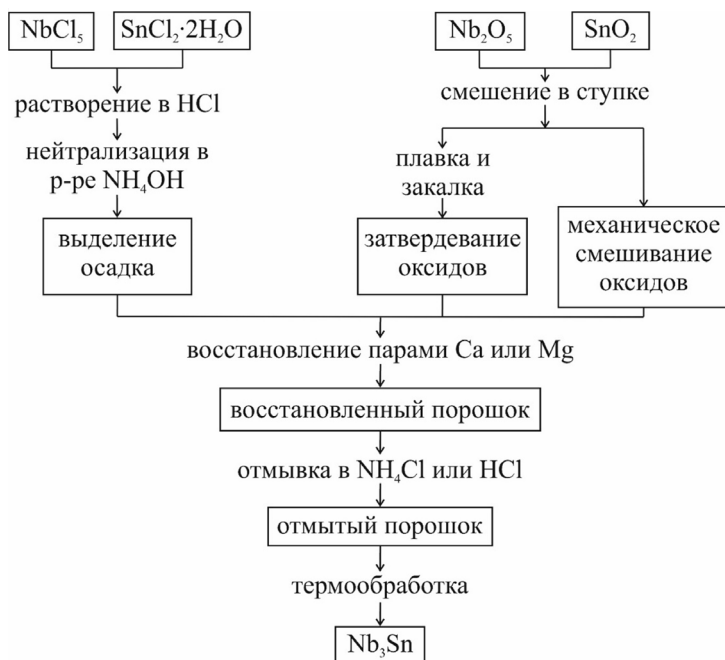 NbCl₅
SnCl₂·2H₂O
растворение в HCl
нейтрализация в
р-ре NH₄OH
выделение
осадка
Nb₂O₅
SnO₂
смешение в ступке
плавка и
закалка
затвердевание
оксидов
механическое
смешивание
оксидов
восстановление парами Ca или Mg
восстановленный порошок
отмывка в NH₄Cl или HCl
отмытый порошок
термообработка
Nb₃Sn